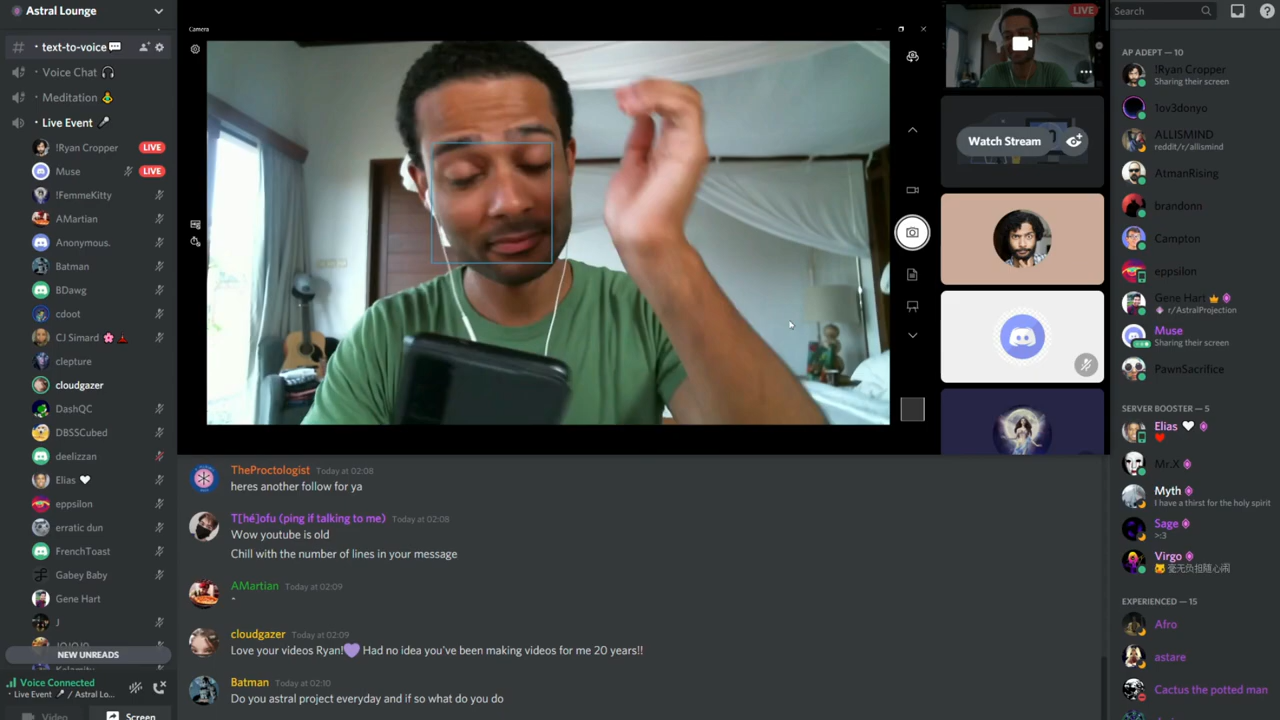 Astral Lounge
text-to-voice
Voice Chat
Meditation
Live Event
!Ryan Cropper
LIVE
Muse
LIVE
!FemmeKitty
AMartian
Anonymous.
Batman
BDawg
cdoot
CJ Simard
clepture
cloudgazer
DashQC
DBSSCubed
deelizzan
Elias
eppsilon
erratic dun
FrenchToast
Gabey Baby
Gene Hart
J
NEW UNREADS
Voice Connected
Live Event / Astral Lo...
Video
Screen
Camera
LIVE
Watch Stream
TheProctologist Today at 02:08
heres another follow for ya
T[hé]ofu (ping if talking to me) Today at 02:08
Wow youtube is old
Chill with the number of lines in your message
AMartian Today at 02:09
^
cloudgazer Today at 02:09
Love your videos Ryan!💜 Had no idea you've been making videos for me 20 years!!
Batman Today at 02:10
Do you astral project everyday and if so what do you do
Search
AP ADEPT — 10
!Ryan Cropper
Sharing their screen
1ov3donyo
ALLISMIND
reddit/r/allismind
AtmanRising
brandonn
Campton
eppsilon
Gene Hart
r/AstralProjection
Muse
Sharing their screen
PawnSacrifice
SERVER BOOSTER — 5
Elias
Mr.X
Myth
I have a thirst for the holy spirit
Sage
>:3
Virgo
EXPERIENCED — 15
Afro
astare
Cactus the potted man